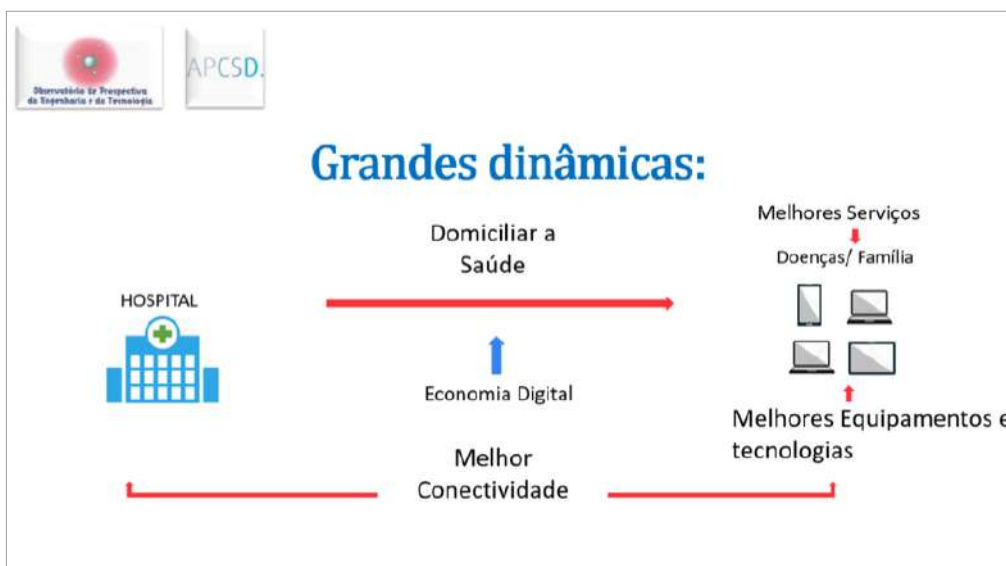 Observatório de Prospectiva
da Engenharia e da Tecnologia
APCSD.
Grandes dinâmicas:
Domiciliar a
Saúde
Melhores Serviços
Doenças/ Família
HOSPITAL
Economia Digital
Melhores Equipamentos e
tecnologias
Melhor
Conectividade